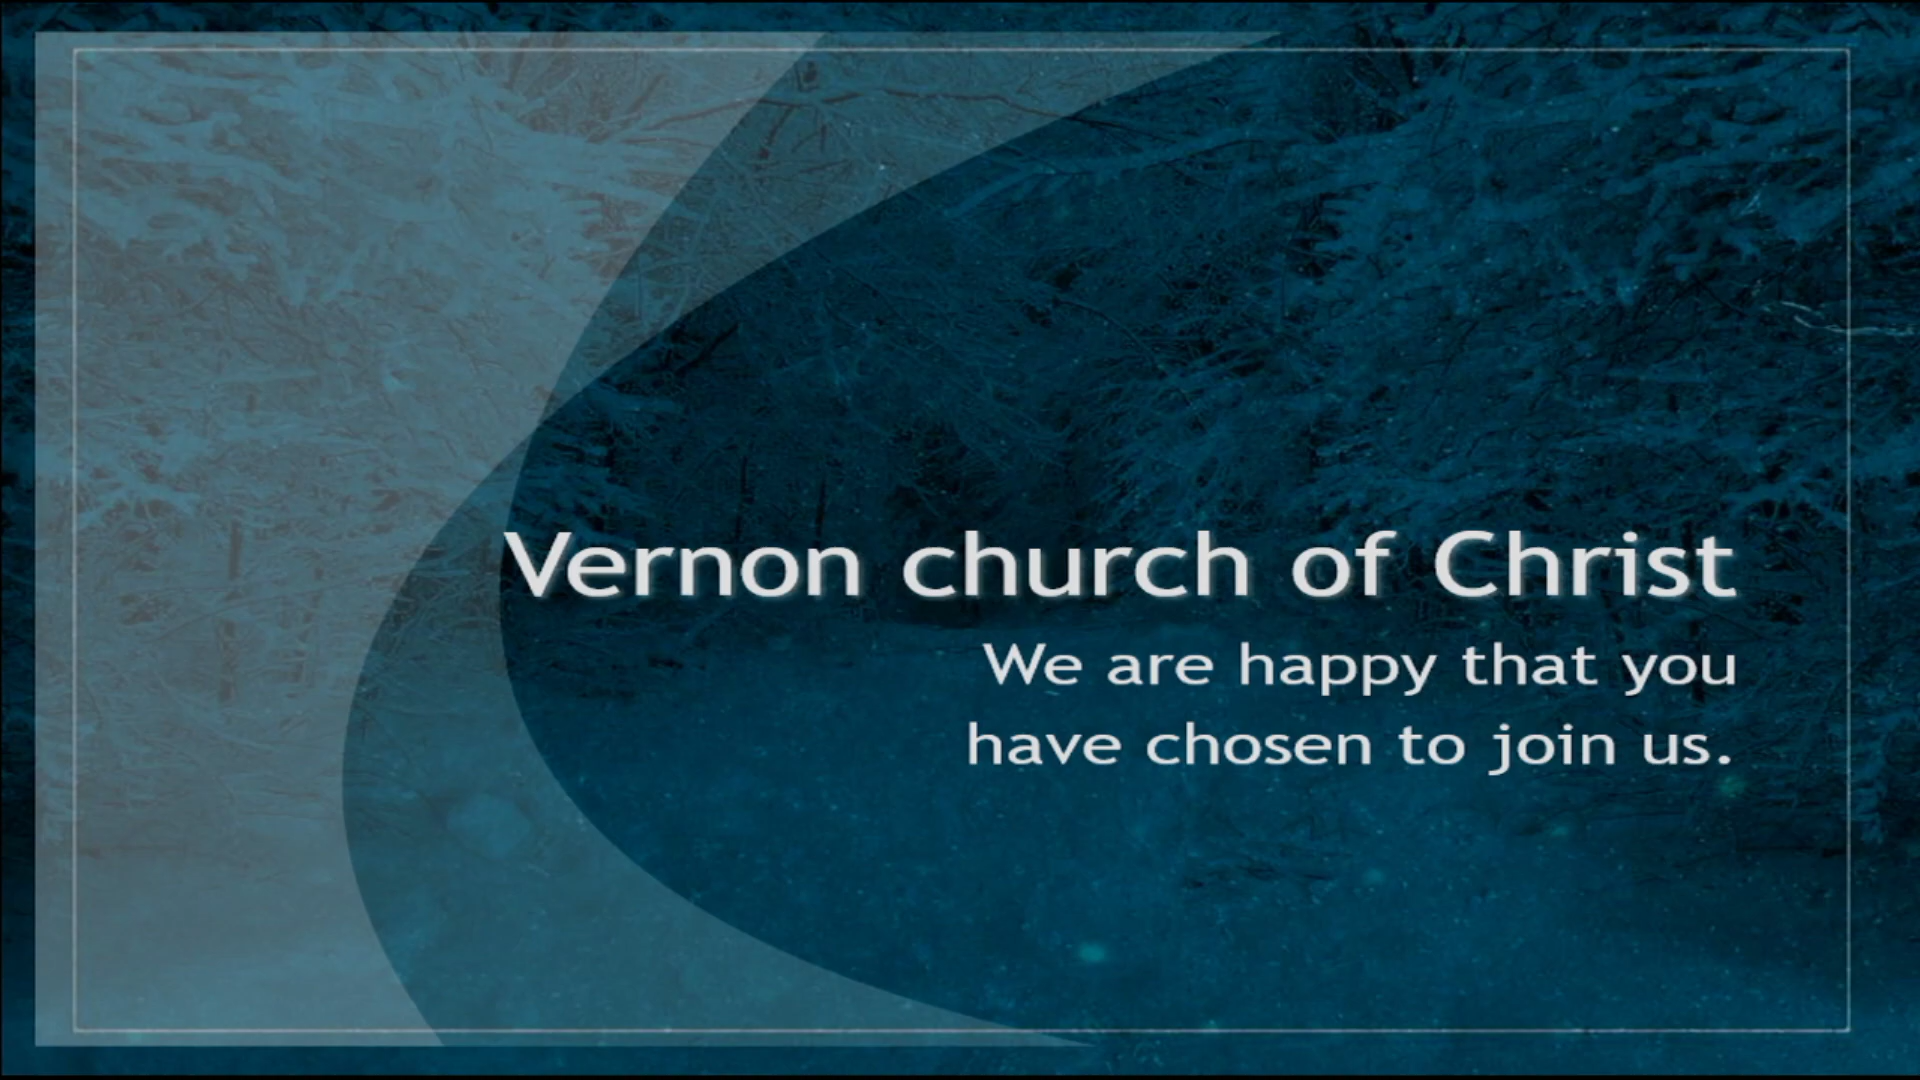 Vernon church of Christ
We are happy that you
have chosen to join us.